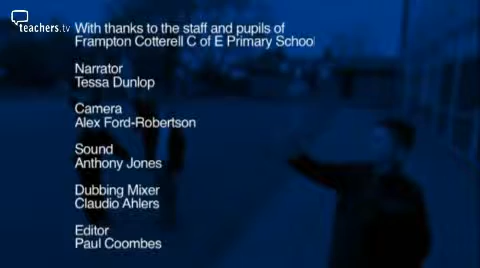 teachers.tv
With thanks to the staff and pupils of
Frampton Cotterell C of E Primary School
Narrator
Tessa Dunlop
Camera
Alex Ford-Robertson
Sound
Anthony Jones
Dubbing Mixer
Claudio Ahlers
Editor
Paul Coombes